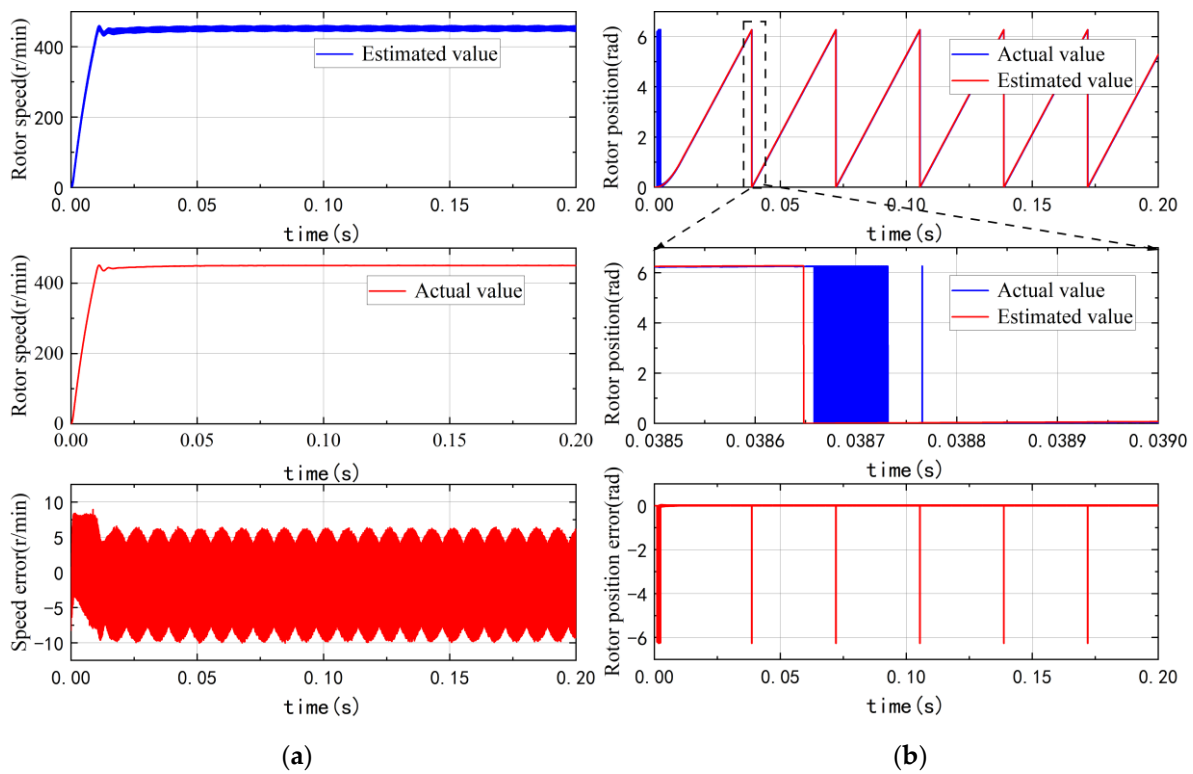 Rotor speed(r/min)
400
200
0
Estimated value
0.00 0.05 0.10 0.15 0.20
time(s)
Rotor speed(r/min)
400
200
0
Actual value
0.00 0.05 0.10 0.15 0.20
time(s)
Speed error(r/min)
10
5
0
−5
−10
0.00 0.05 0.10 0.15 0.20
time(s)
(a)
Rotor position(rad)
6
4
2
0
Actual value
Estimated value
0.00 0.05 0.10 0.15 0.20
time(s)
Rotor position(rad)
6
4
2
0
Actual value
Estimated value
0.0385 0.0386 0.0387 0.0388 0.0389 0.0390
time(s)
Rotor position error(rad)
0
−2
−4
−6
0.00 0.05 0.10 0.15 0.20
time(s)
(b)